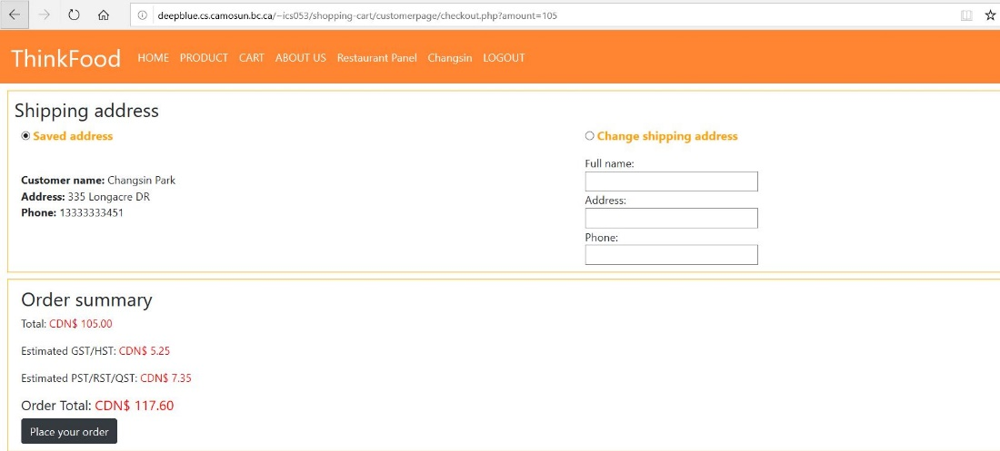 deepblue.cs.camosun.bc.ca/~ics053/shopping-cart/customerpage/checkout.php?amount=105
ThinkFood HOME PRODUCT CART ABOUT US Restaurant Panel Changsin LOGOUT
Shipping address
Saved address
Customer name: Changsin Park
Address: 335 Longacre DR
Phone: 13333333451
Change shipping address
Full name:
Address:
Phone:
Order summary
Total: CDN$ 105.00
Estimated GST/HST: CDN$ 5.25
Estimated PST/RST/QST: CDN$ 7.35
Order Total: CDN$ 117.60
Place your order